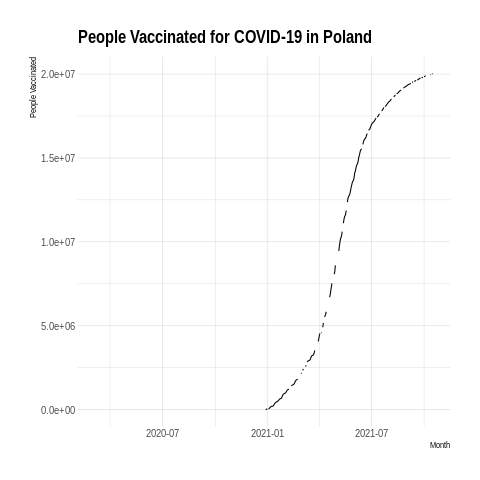 People Vaccinated for COVID-19 in Poland
People Vaccinated
2.0e+07
1.5e+07
1.0e+07
5.0e+06
0.0e+00
2020-07 2021-01 2021-07
Month